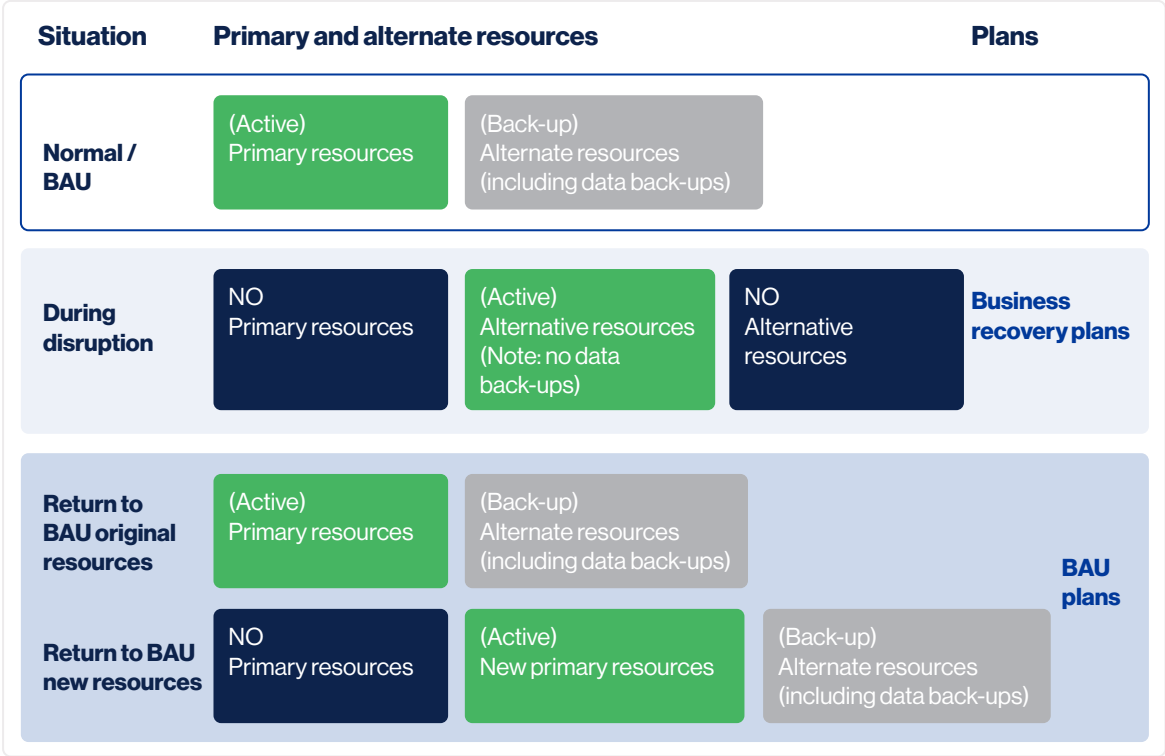 Situation
Primary and alternate resources
Plans
Normal /
BAU
(Active)
Primary resources
(Back-up)
Alternate resources
(including data back-ups)
During
disruption
NO
Primary resources
(Active)
Alternative resources
(Note: no data
back-ups)
NO
Alternative
resources
Business
recovery plans
Return to
BAU original
resources
(Active)
Primary resources
(Back-up)
Alternate resources
(including data back-ups)
BAU
plans
Return to BAU
new resources
NO
Primary resources
(Active)
New primary resources
(Back-up)
Alternate resources
(including data back-ups)